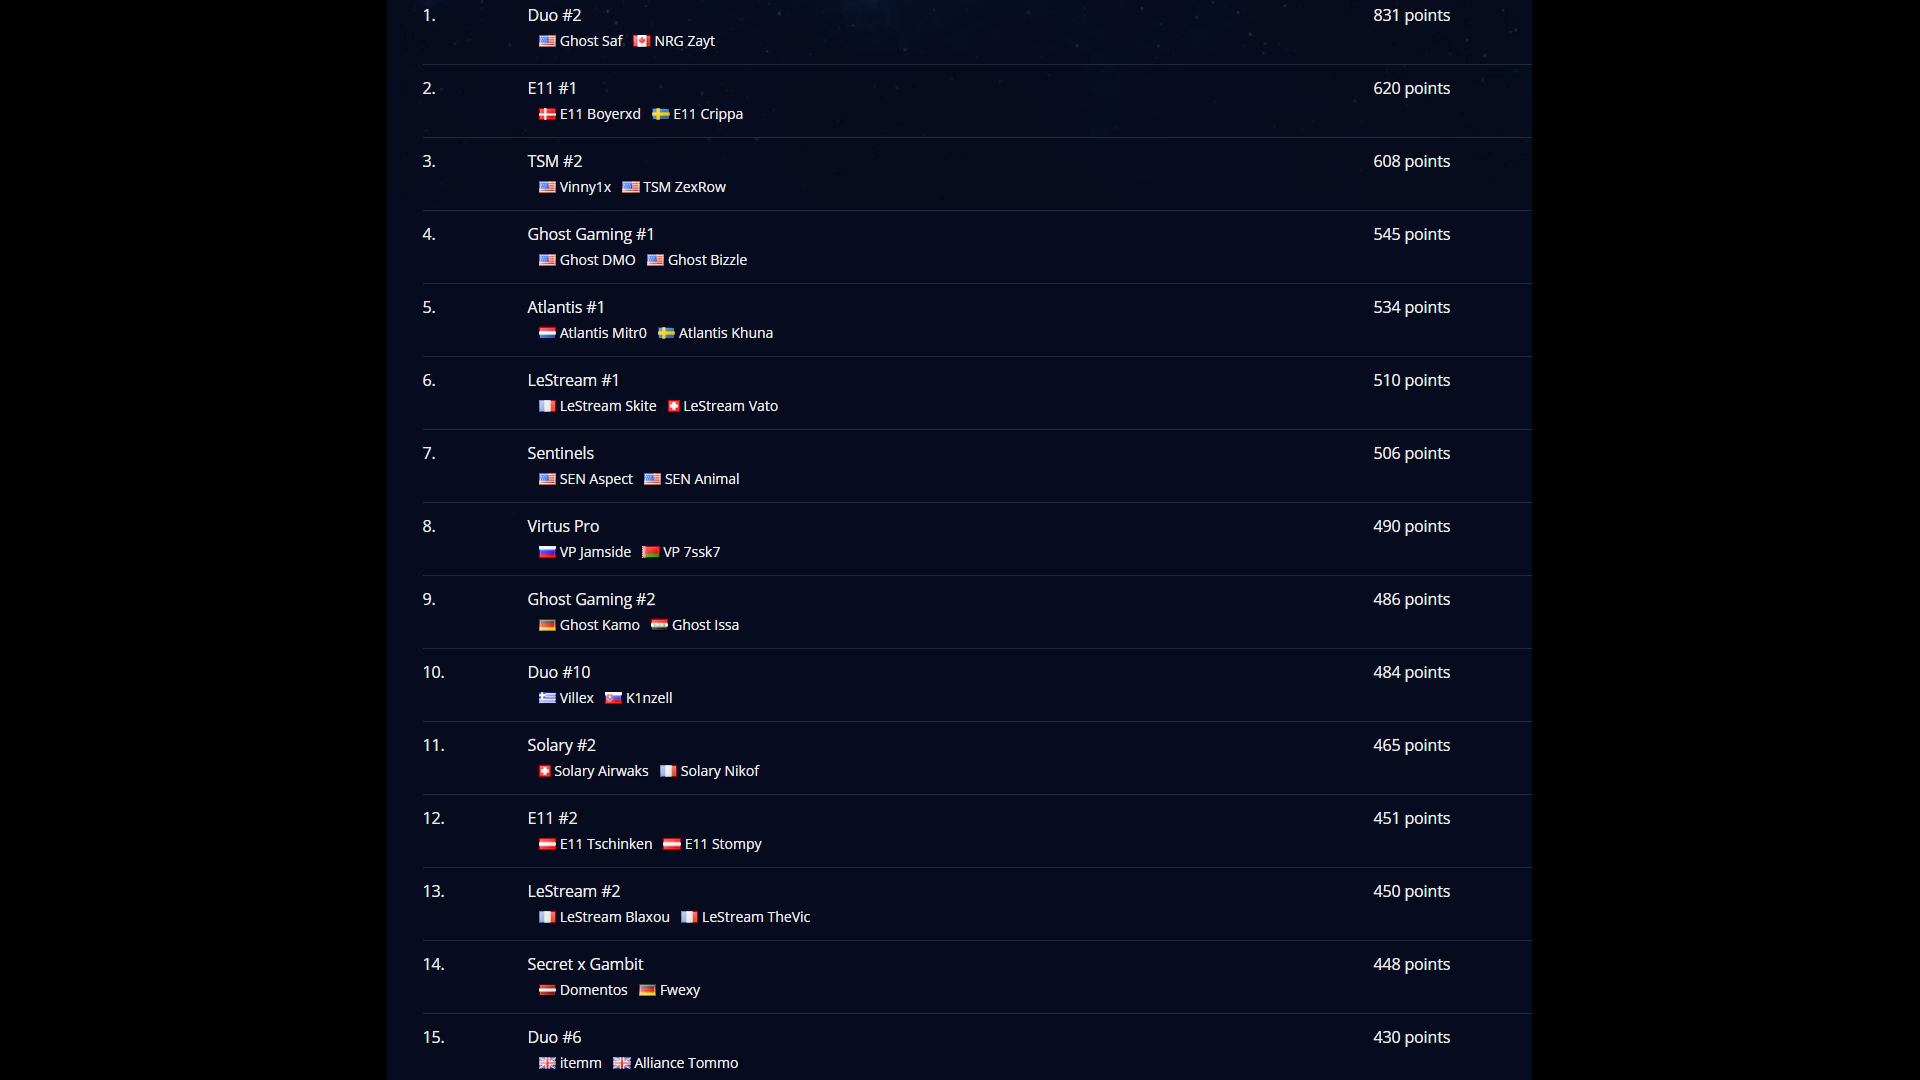 1. Duo #2 831 points
Ghost Saf NRG Zayt
2. E11 #1 620 points
E11 Boyerxd E11 Crippa
3. TSM #2 608 points
Vinny1x TSM ZexRow
4. Ghost Gaming #1 545 points
Ghost DMO Ghost Bizzle
5. Atlantis #1 534 points
Atlantis Mitr0 Atlantis Khuna
6. LeStream #1 510 points
LeStream Skite LeStream Vato
7. Sentinels 506 points
SEN Aspect SEN Animal
8. Virtus Pro 490 points
VP Jamside VP 7ssk7
9. Ghost Gaming #2 486 points
Ghost Kamo Ghost Issa
10. Duo #10 484 points
Villex K1nzell
11. Solary #2 465 points
Solary Airwaks Solary Nikof
12. E11 #2 451 points
E11 Tschinken E11 Stompy
13. LeStream #2 450 points
LeStream Blaxou LeStream TheVic
14. Secret x Gambit 448 points
Domentos Fwexy
15. Duo #6 430 points
itemm Alliance Tommo